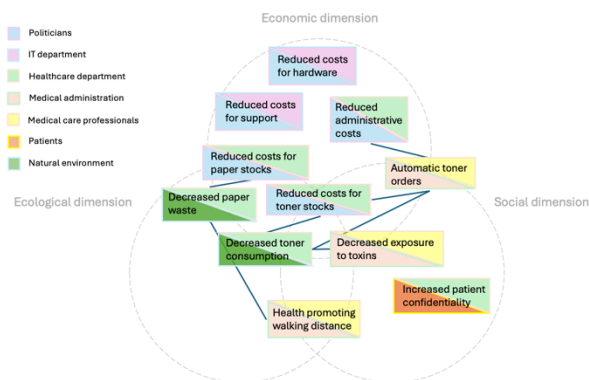 Economic dimension
Politicians
IT department
Healthcare department
Medical administration
Medical care professionals
Patients
Natural environment
Reduced costs
for hardware
Reduced costs
for support
Reduced
administrative
costs
Reduced costs for
paper stocks
Automatic toner
orders
Ecological dimension
Decreased paper
waste
Reduced costs for
toner stocks
Social dimension
Decreased toner
consumption
Decreased exposure
to toxins
Increased patient
confidentiality
Health promoting
walking distance